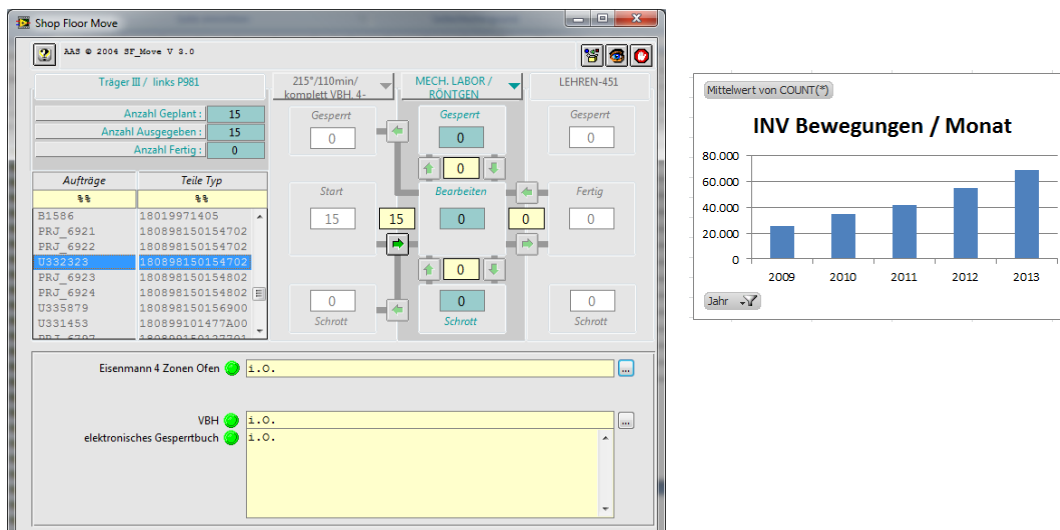 Shop Floor Move
AAS © 2004 SF_Move V 3.0
Träger III / links P981
215°/110min/
komplett VBH. 4-
MECH. LABOR /
RÖNTGEN
LEHREN-451
Anzahl Geplant : 15
Anzahl Ausgegeben : 15
Anzahl Fertig : 0
Gesperrt
0
Gesperrt
0
Gesperrt
0
0
Aufträge Teile Typ
%% %%
B1586 18019971405
PRJ_6921 180898150154702
PRJ_6922 180898150154702
U332323 180898150154702
PRJ_6923 180898150154802
PRJ_6924 180898150154802
U335879 180898150156900
U331453 180899101477A00
Start
15
15
Bearbeiten
0
0
Fertig
0
0
0
Schrott
0
Schrott
0
Schrott
Eisenmann 4 Zonen Ofen i.O. ...
VBH i.O. ...
elektronisches Gesperrtbuch i.O.
Mittelwert von COUNT(*)
INV Bewegungen / Monat
80.000
60.000
40.000
20.000
0
2009 2010 2011 2012 2013
Jahr